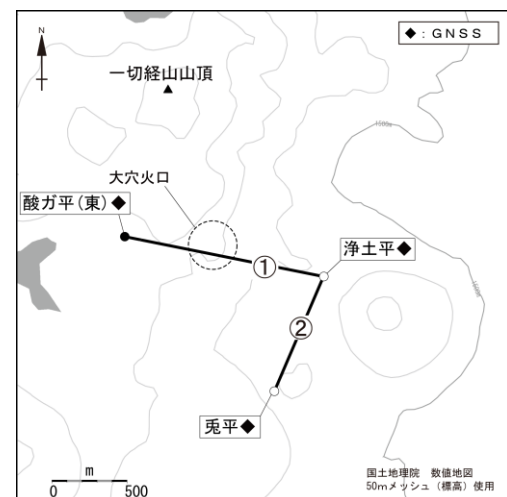 ◆:GNSS
N
一切経山山頂
▲
1500m
大穴火口
酸ガ平(東)◆
浄土平◆
①
②
兎平◆
m
0 500
国土地理院 数値地図
50mメッシュ(標高)使用